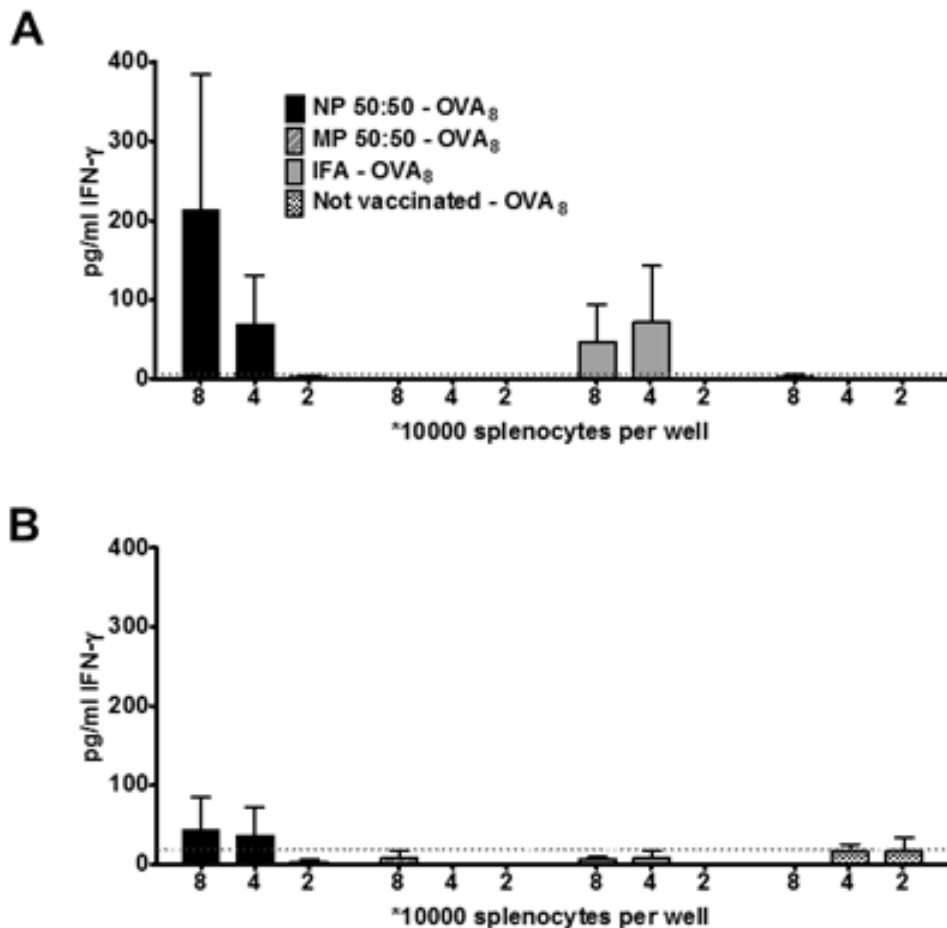 A
400
300
200
100
0
pg/ml IFN-γ
NP 50:50 - OVA₈
MP 50:50 - OVA₈
IFA - OVA₈
Not vaccinated - OVA₈
8 4 2 8 4 2 8 4 2 8 4 2
*10000 splenocytes per well
B
400
300
200
100
0
pg/ml IFN-γ
8 4 2 8 4 2 8 4 2 8 4 2
*10000 splenocytes per well